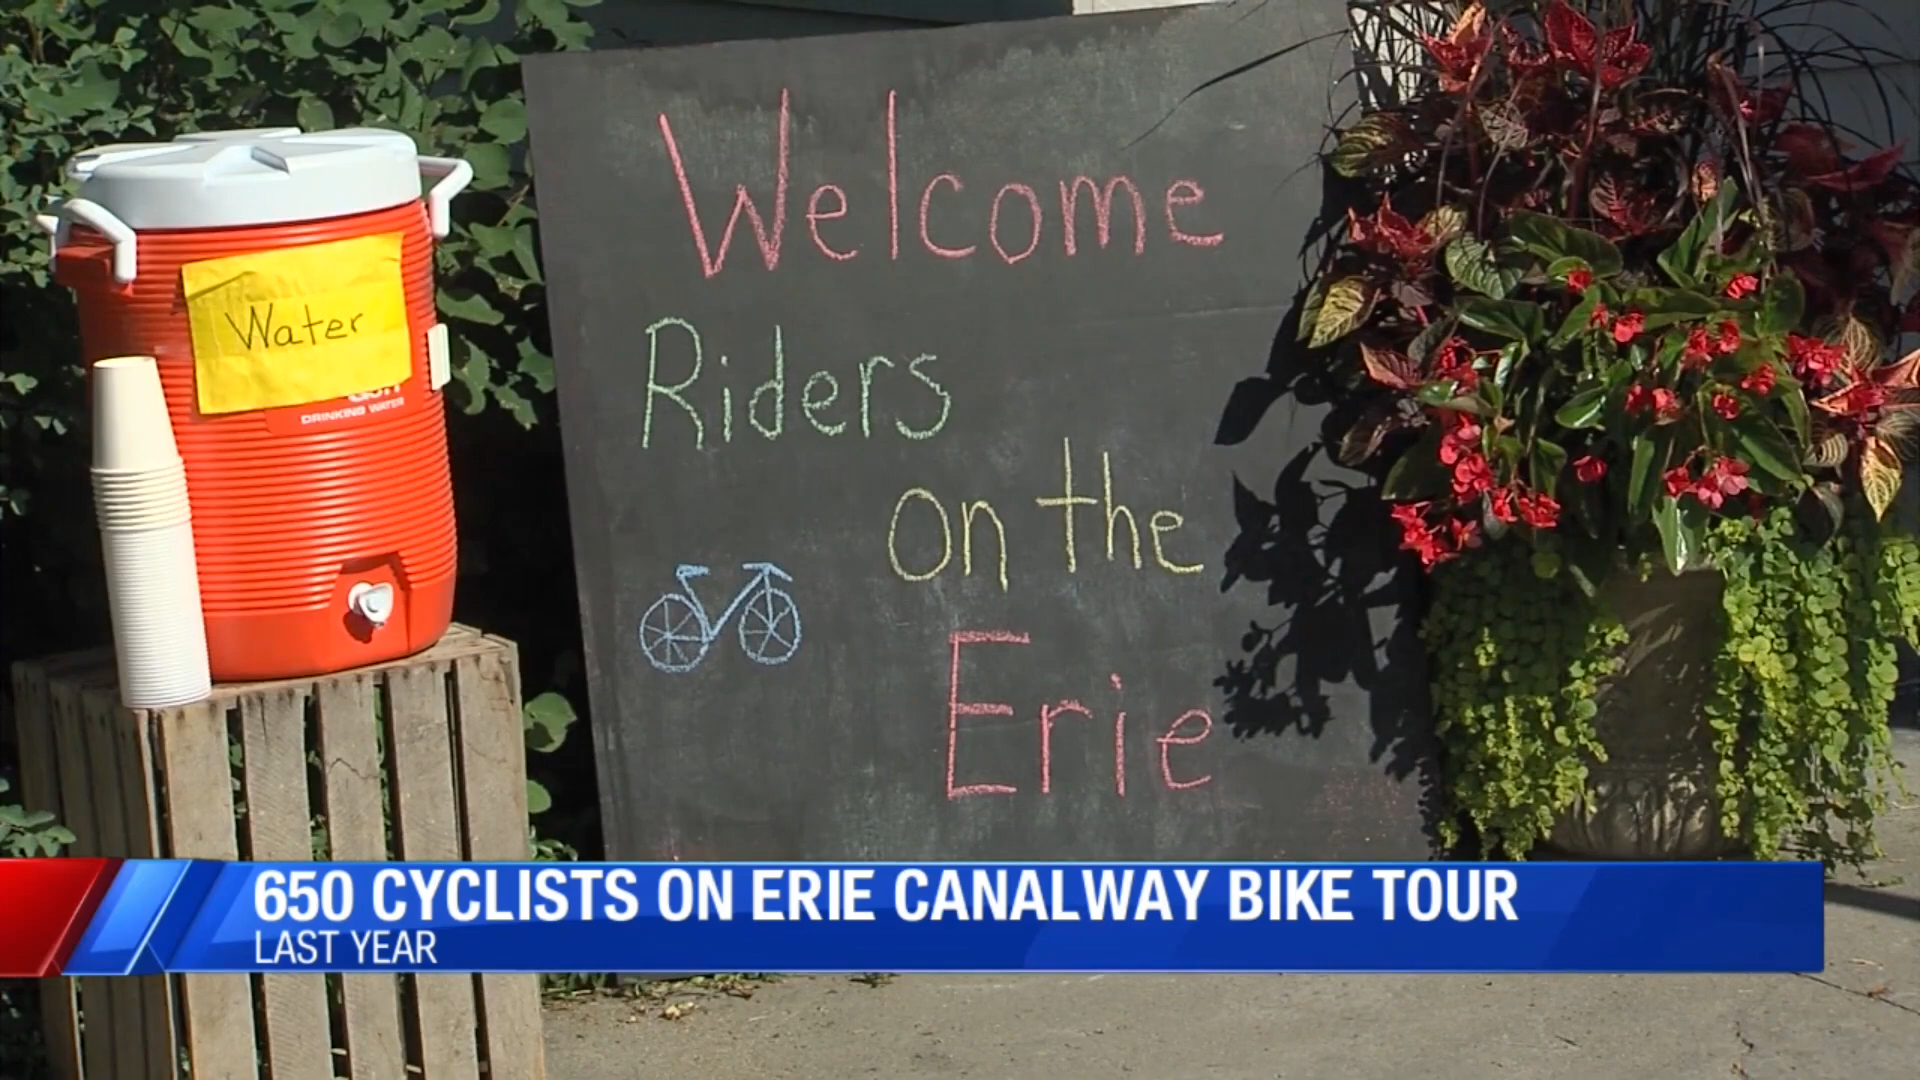 Welcome
Riders
on the
Erie
Water
DRINKING WATER
650 CYCLISTS ON ERIE CANALWAY BIKE TOUR
LAST YEAR